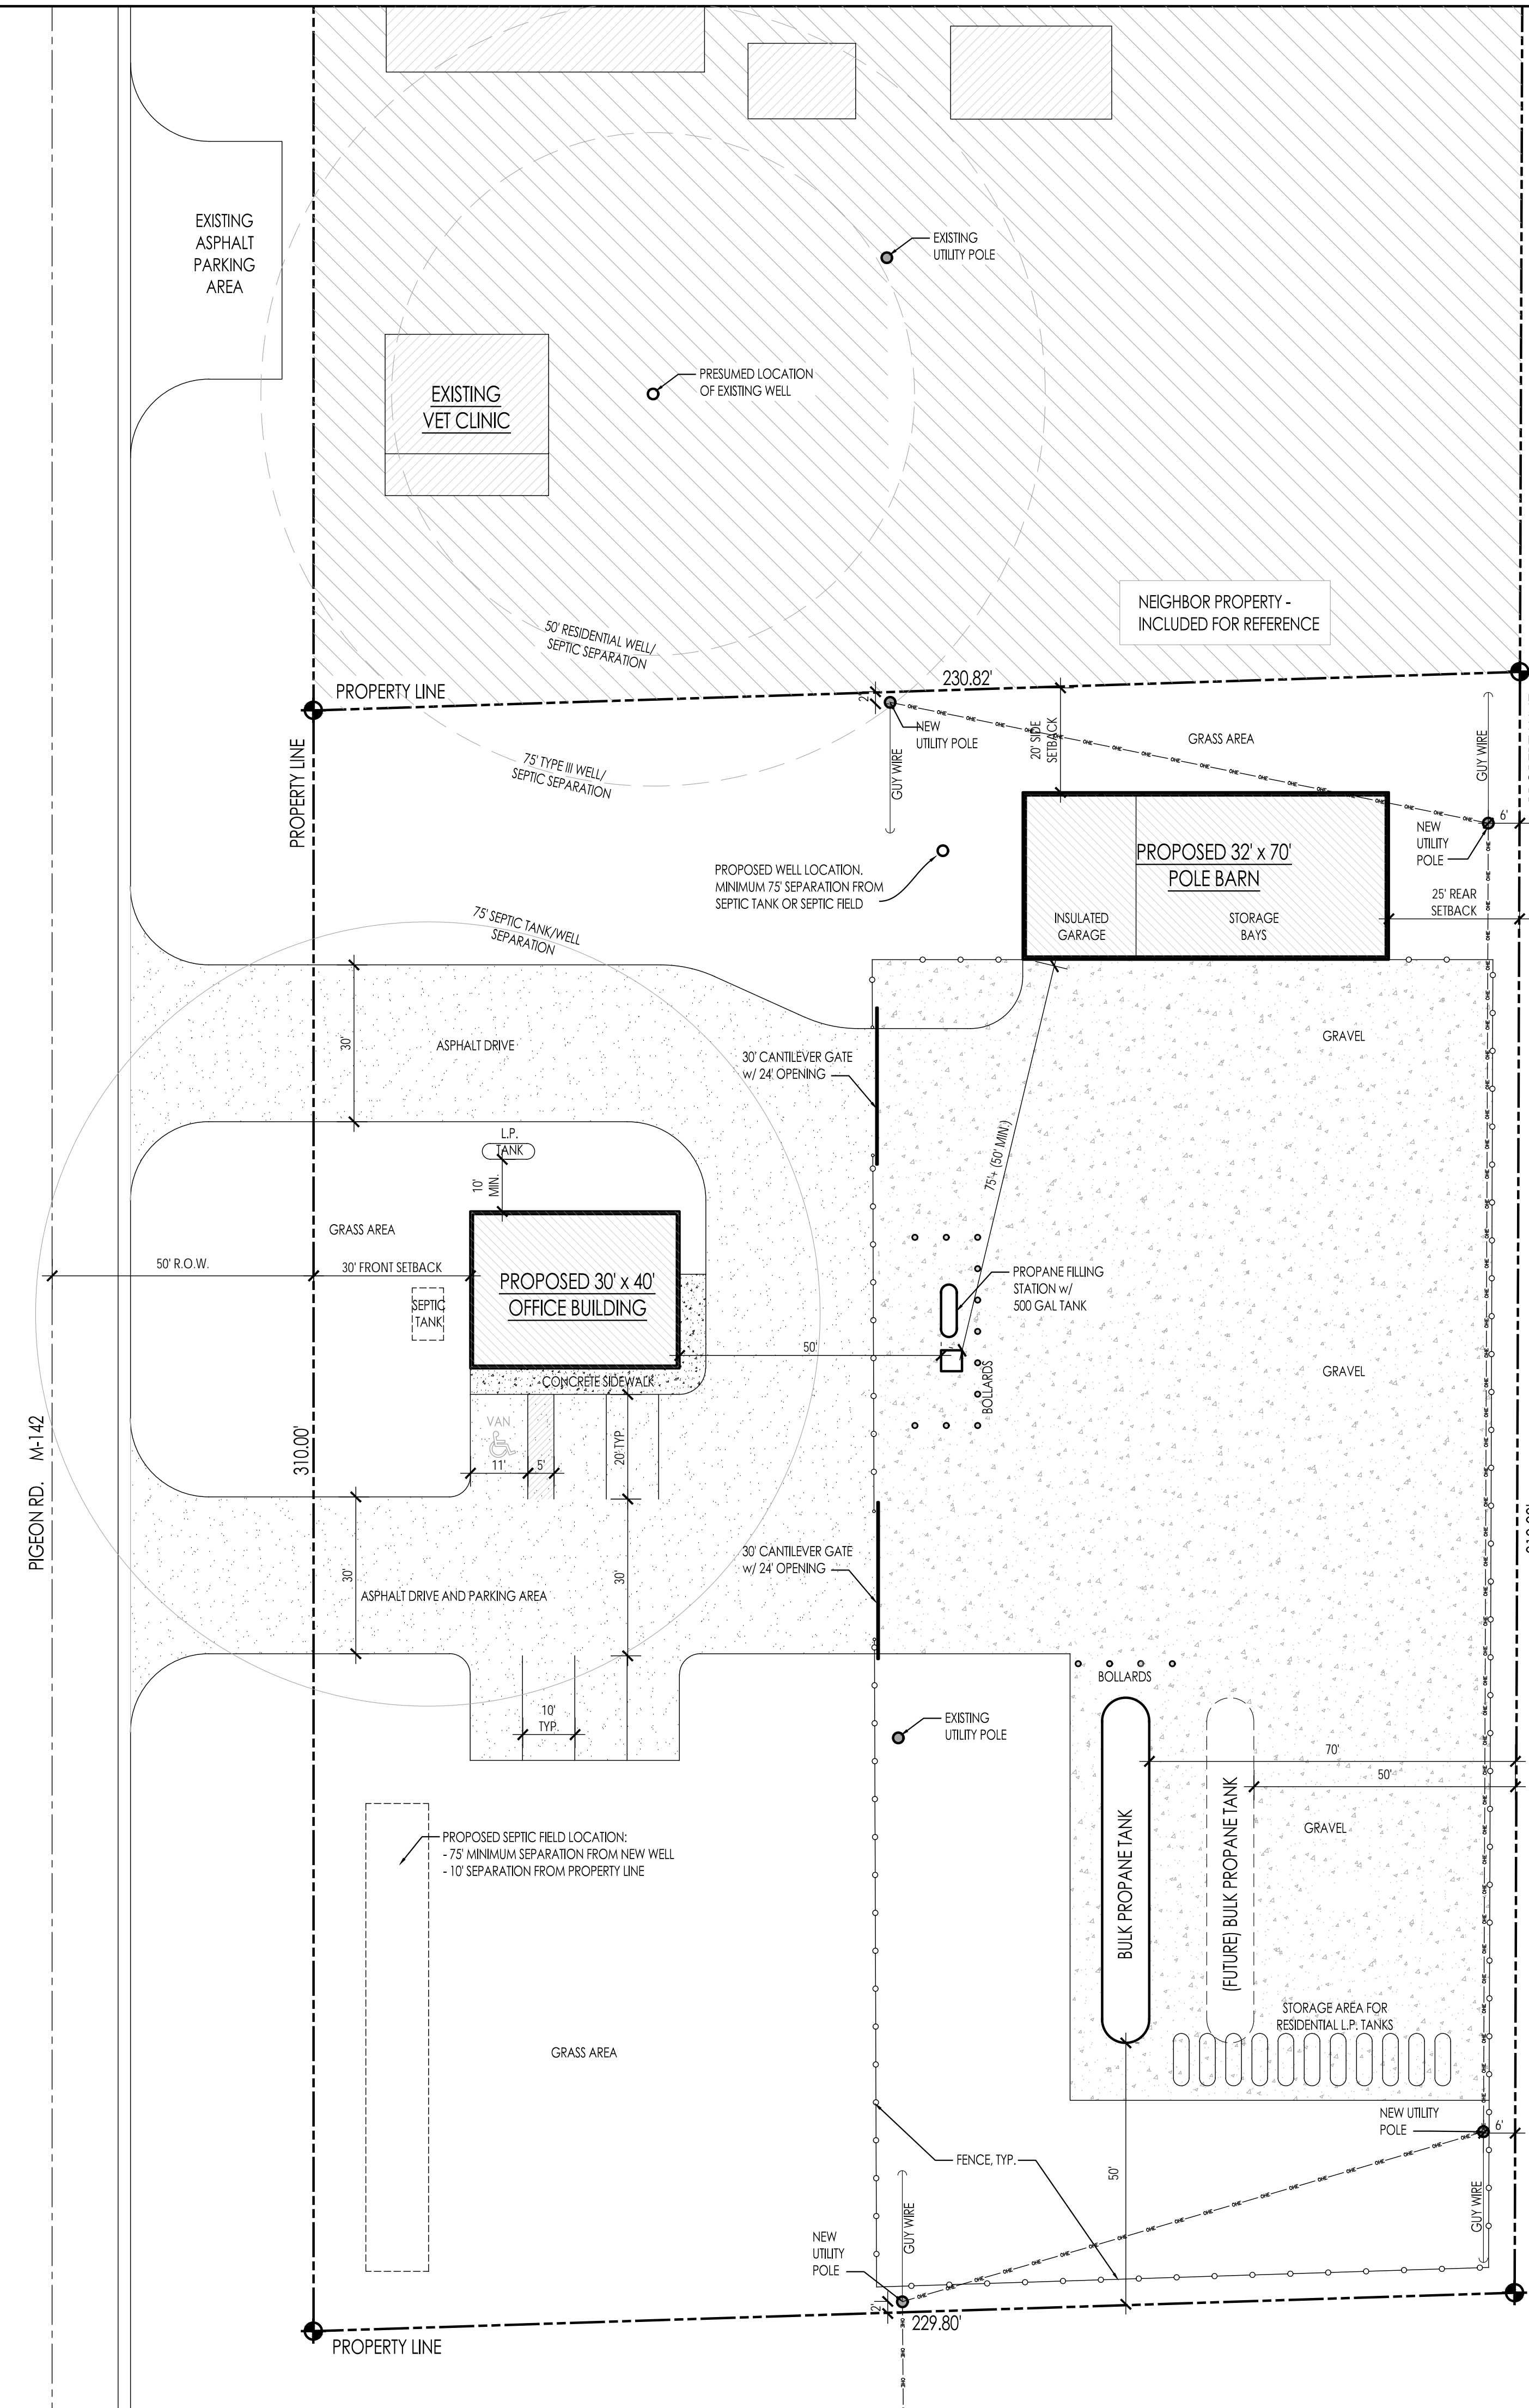 EXISTING
ASPHALT
PARKING
AREA
EXISTING
UTILITY POLE
PRESUMED LOCATION
OF EXISTING WELL
EXISTING
VET CLINIC
NEIGHBOR PROPERTY -
INCLUDED FOR REFERENCE
50' RESIDENTIAL WELL/
SEPTIC SEPARATION
PROPERTY LINE
230.82'
2'
NEW
UTILITY POLE
GUY WIRE
20' SIDE
SETBACK
GRASS AREA
GUY WIRE
PROPERTY LINE
75' TYPE III WELL/
SEPTIC SEPARATION
6'
NEW
UTILITY
POLE
PROPOSED 32' x 70'
POLE BARN
PROPOSED WELL LOCATION.
MINIMUM 75' SEPARATION FROM
SEPTIC TANK OR SEPTIC FIELD
25' REAR
SETBACK
INSULATED
GARAGE
STORAGE
BAYS
75' SEPTIC TANK/WELL
SEPARATION
30'
ASPHALT DRIVE
30' CANTILEVER GATE
w/ 24' OPENING
GRAVEL
75'+ (50' MIN.)
L.P.
TANK
10'
MIN.
GRASS AREA
50' R.O.W.
30' FRONT SETBACK
PROPOSED 30' x 40'
OFFICE BUILDING
SEPTIC
TANK
PROPANE FILLING
STATION w/
500 GAL TANK
50'
BOLLARDS
GRAVEL
CONCRETE SIDEWALK
VAN
11'
5'
20' TYP.
310.00'
PIGEON RD. M-142
30'
30'
30' CANTILEVER GATE
w/ 24' OPENING
ASPHALT DRIVE AND PARKING AREA
BOLLARDS
10'
TYP.
EXISTING
UTILITY POLE
70'
50'
GRAVEL
BULK PROPANE TANK
(FUTURE) BULK PROPANE TANK
PROPOSED SEPTIC FIELD LOCATION:
- 75' MINIMUM SEPARATION FROM NEW WELL
- 10' SEPARATION FROM PROPERTY LINE
STORAGE AREA FOR
RESIDENTIAL L.P. TANKS
GRASS AREA
NEW UTILITY
POLE
6'
FENCE, TYP.
50'
GUY WIRE
GUY WIRE
NEW
UTILITY
POLE
2'
229.80'
PROPERTY LINE